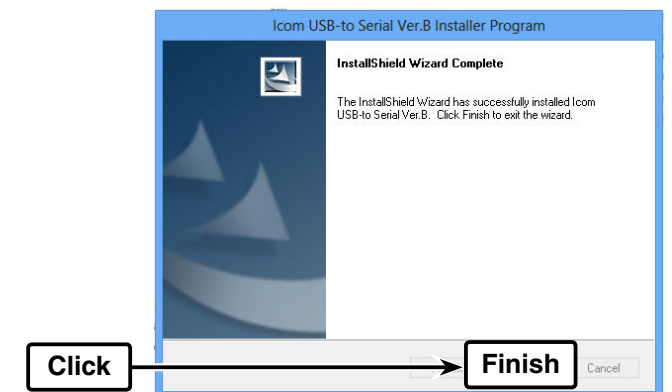 Icom USB-to Serial Ver.B Installer Program
InstallShield Wizard Complete
The InstallShield Wizard has successfully installed Icom
USB-to Serial Ver.B. Click Finish to exit the wizard.
Click
Finish
Cancel